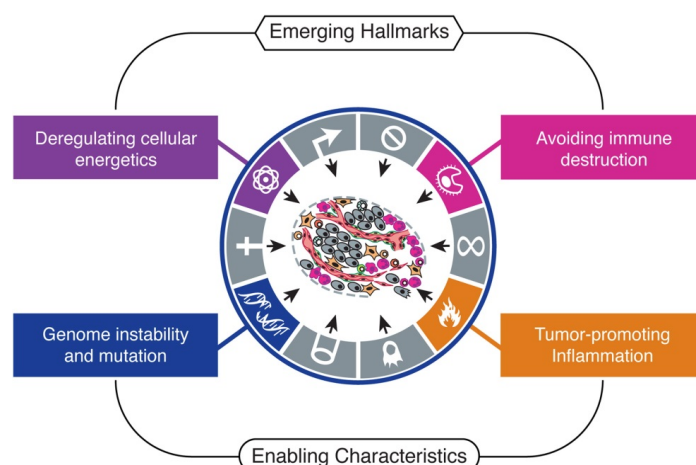 Emerging Hallmarks
Deregulating cellular
energetics
Avoiding immune
destruction
Genome instability
and mutation
Tumor-promoting
Inflammation
Enabling Characteristics